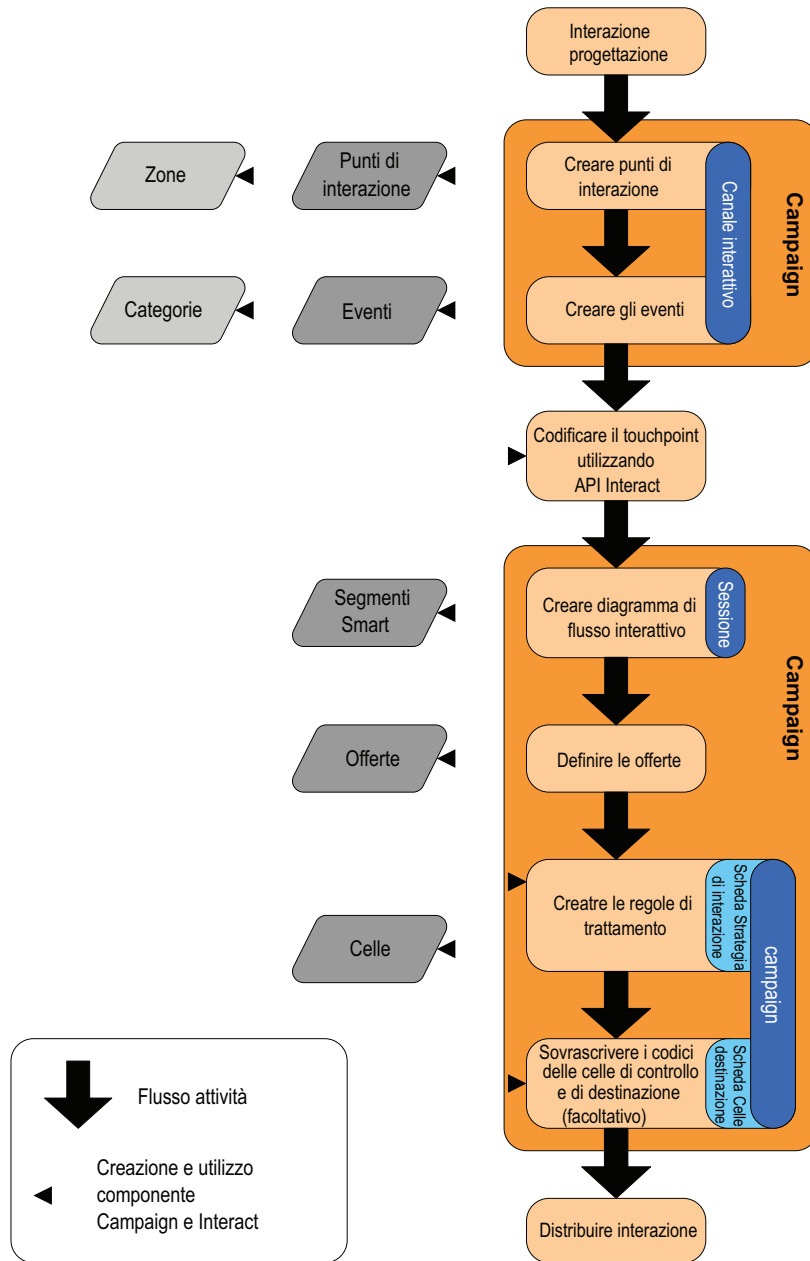 Interazione
progettazione
Zone
Punti di
interazione
Creare punti di
interazione
Canale interattivo
Campaign
Categorie
Eventi
Creare gli eventi
Codificare il touchpoint
utilizzando
API Interact
Segmenti
Smart
Creare diagramma di
flusso interattivo
Sessione
Campaign
Offerte
Definire le offerte
Celle
Creatre le regole di
trattamento
Scheda Strategia
di interazione
campaign
Sovrascrivere i codici
delle celle di controllo
e di destinazione
(facoltativo)
Scheda Celle
destinazione
Distribuire interazione
Flusso attività
Creazione e utilizzo
componente
Campaign e Interact